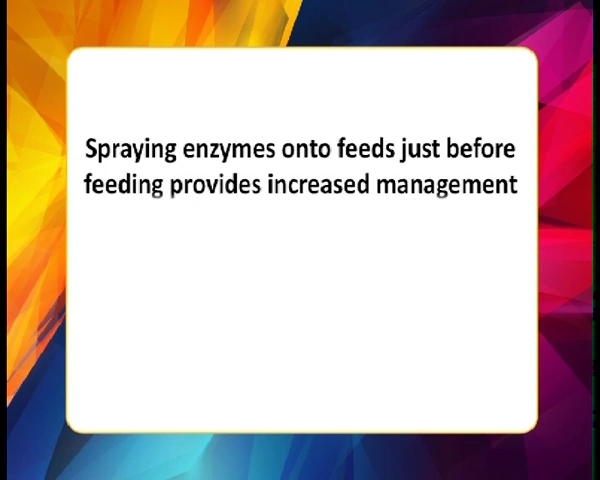 Spraying enzymes onto feeds just before
feeding provides increased management